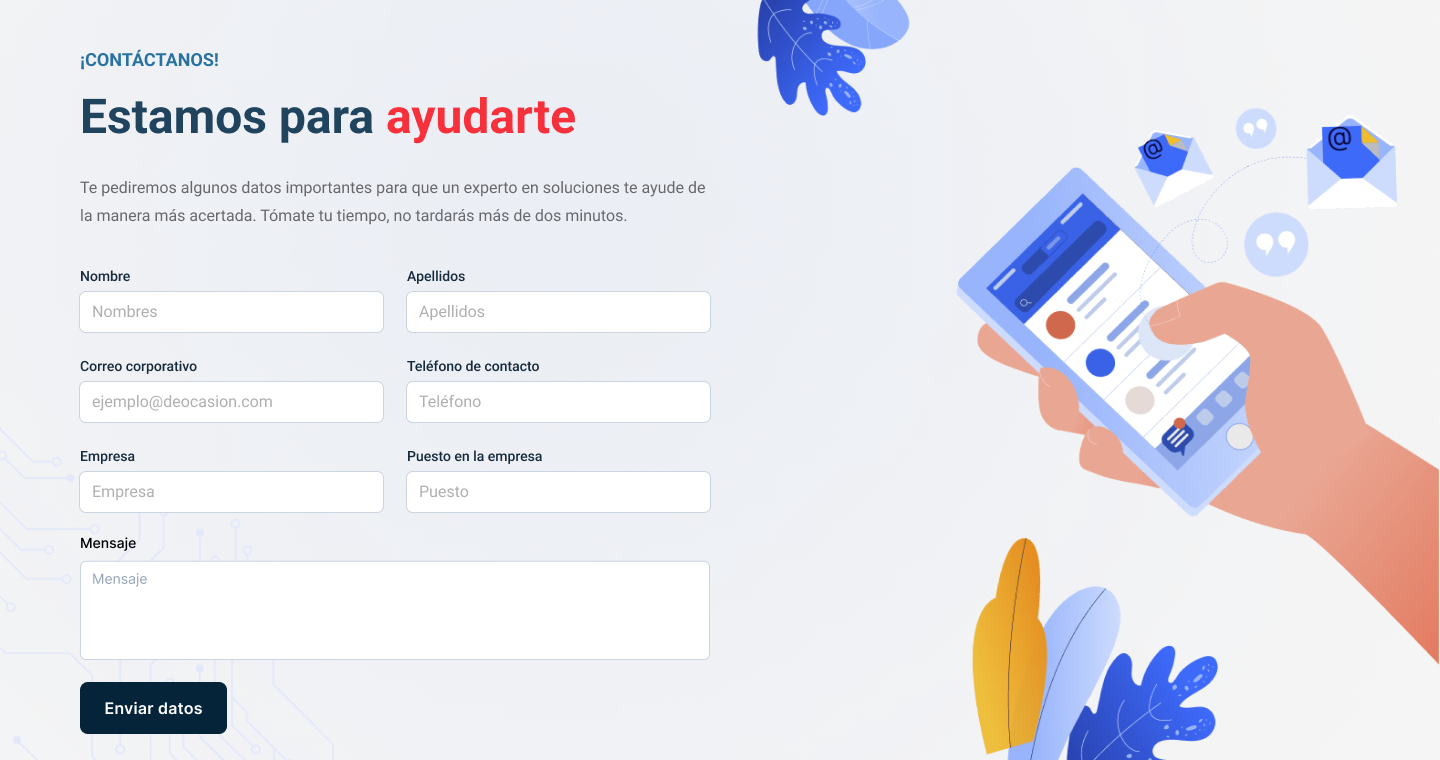 ¡CONTÁCTANOS!
Estamos para ayudarte
Te pediremos algunos datos importantes para que un experto en soluciones te ayude de
la manera más acertada. Tómate tu tiempo, no tardarás más de dos minutos.
Nombre
Nombres
Apellidos
Apellidos
Correo corporativo
ejemplo@deocasion.com
Teléfono de contacto
Teléfono
Empresa
Empresa
Puesto en la empresa
Puesto
Mensaje
Mensaje
Enviar datos
@
@